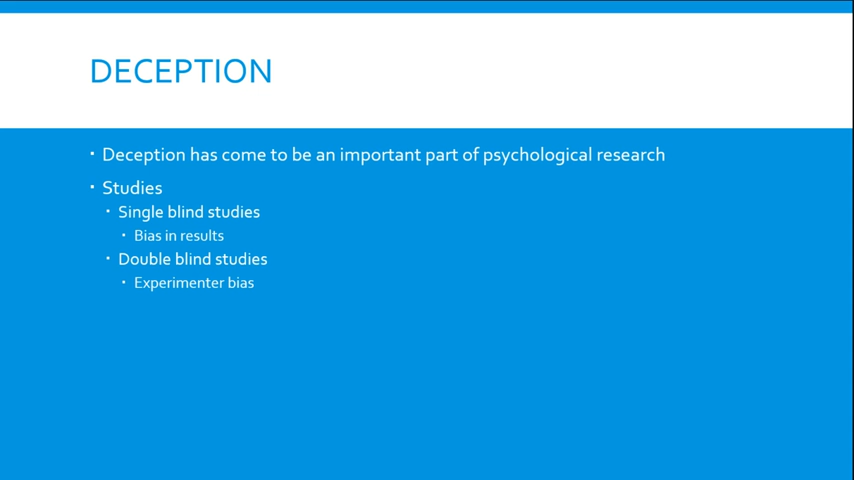 DECEPTION
▪ Deception has come to be an important part of psychological research
▪ Studies
▪ Single blind studies
▪ Bias in results
▪ Double blind studies
▪ Experimenter bias